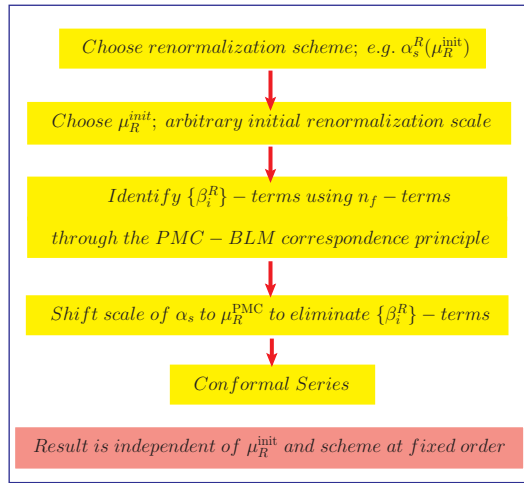 Choose renormalization scheme; e.g. α_s^R(μ_R^init)
Choose μ_R^init; arbitrary initial renormalization scale
Identify {β_i^R} − terms using n_f − terms
through the PMC − BLM correspondence principle
Shift scale of α_s to μ_R^PMC to eliminate {β_i^R} − terms
Conformal Series
Result is independent of μ_R^init and scheme at fixed order